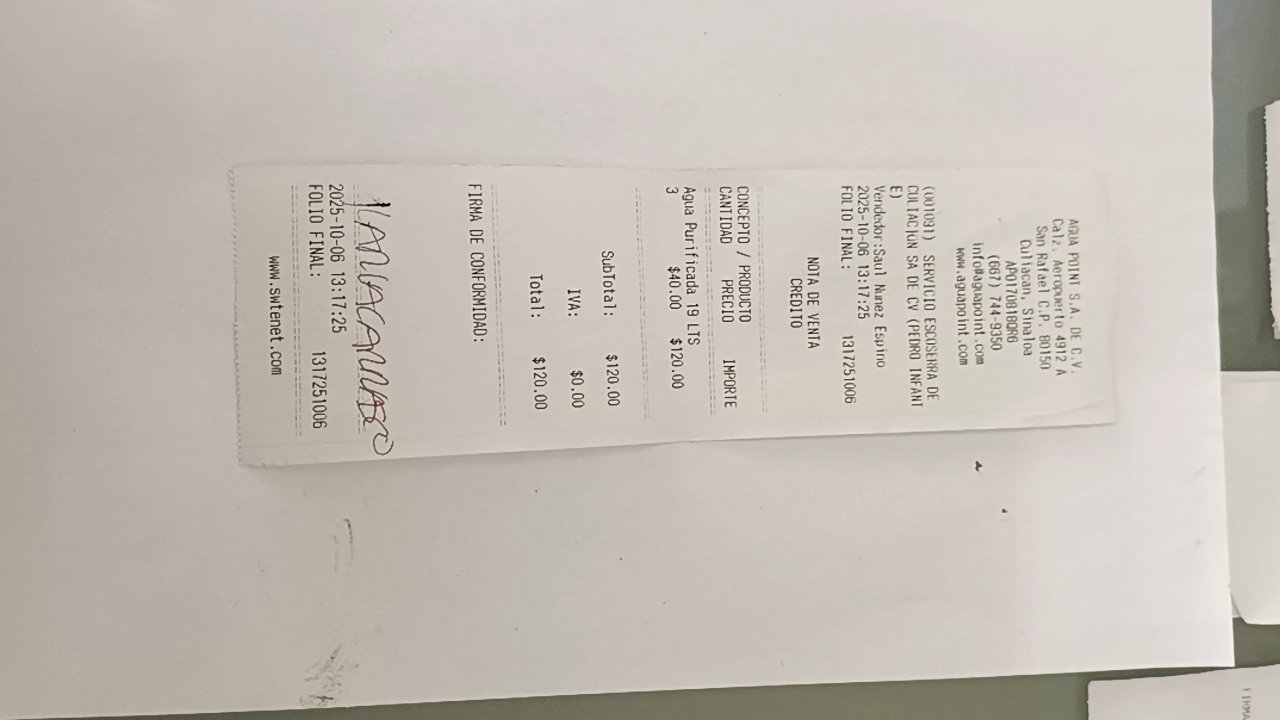 AGUA POINT S.A. DE C.V.
Calz. Aeropuerto 4912 A
San Rafael C.P. 80150
Culiacan, Sinaloa
APO170818QR6
(667) 744-9350
info@aguapoint.com
www.aguapoint.com
(001091) SERVICIO ESCOSERRA DE
CULIACION SA DE CV (PEDRO INFANT
E)
Vendedor:Saul Nunez Espino
2025-10-06 13:17:25
FOLIO FINAL: 1317251006
NOTA DE VENTA
CREDITO
CONCEPTO / PRODUCTO
CANTIDAD PRECIO IMPORTE
Agua Purificada 19 LTS
3 $40.00 $120.00
SubTotal: $120.00
IVA: $0.00
Total: $120.00
FIRMA DE CONFORMIDAD:
2025-10-06 13:17:25
FOLIO FINAL: 1317251006
www.swtenet.com